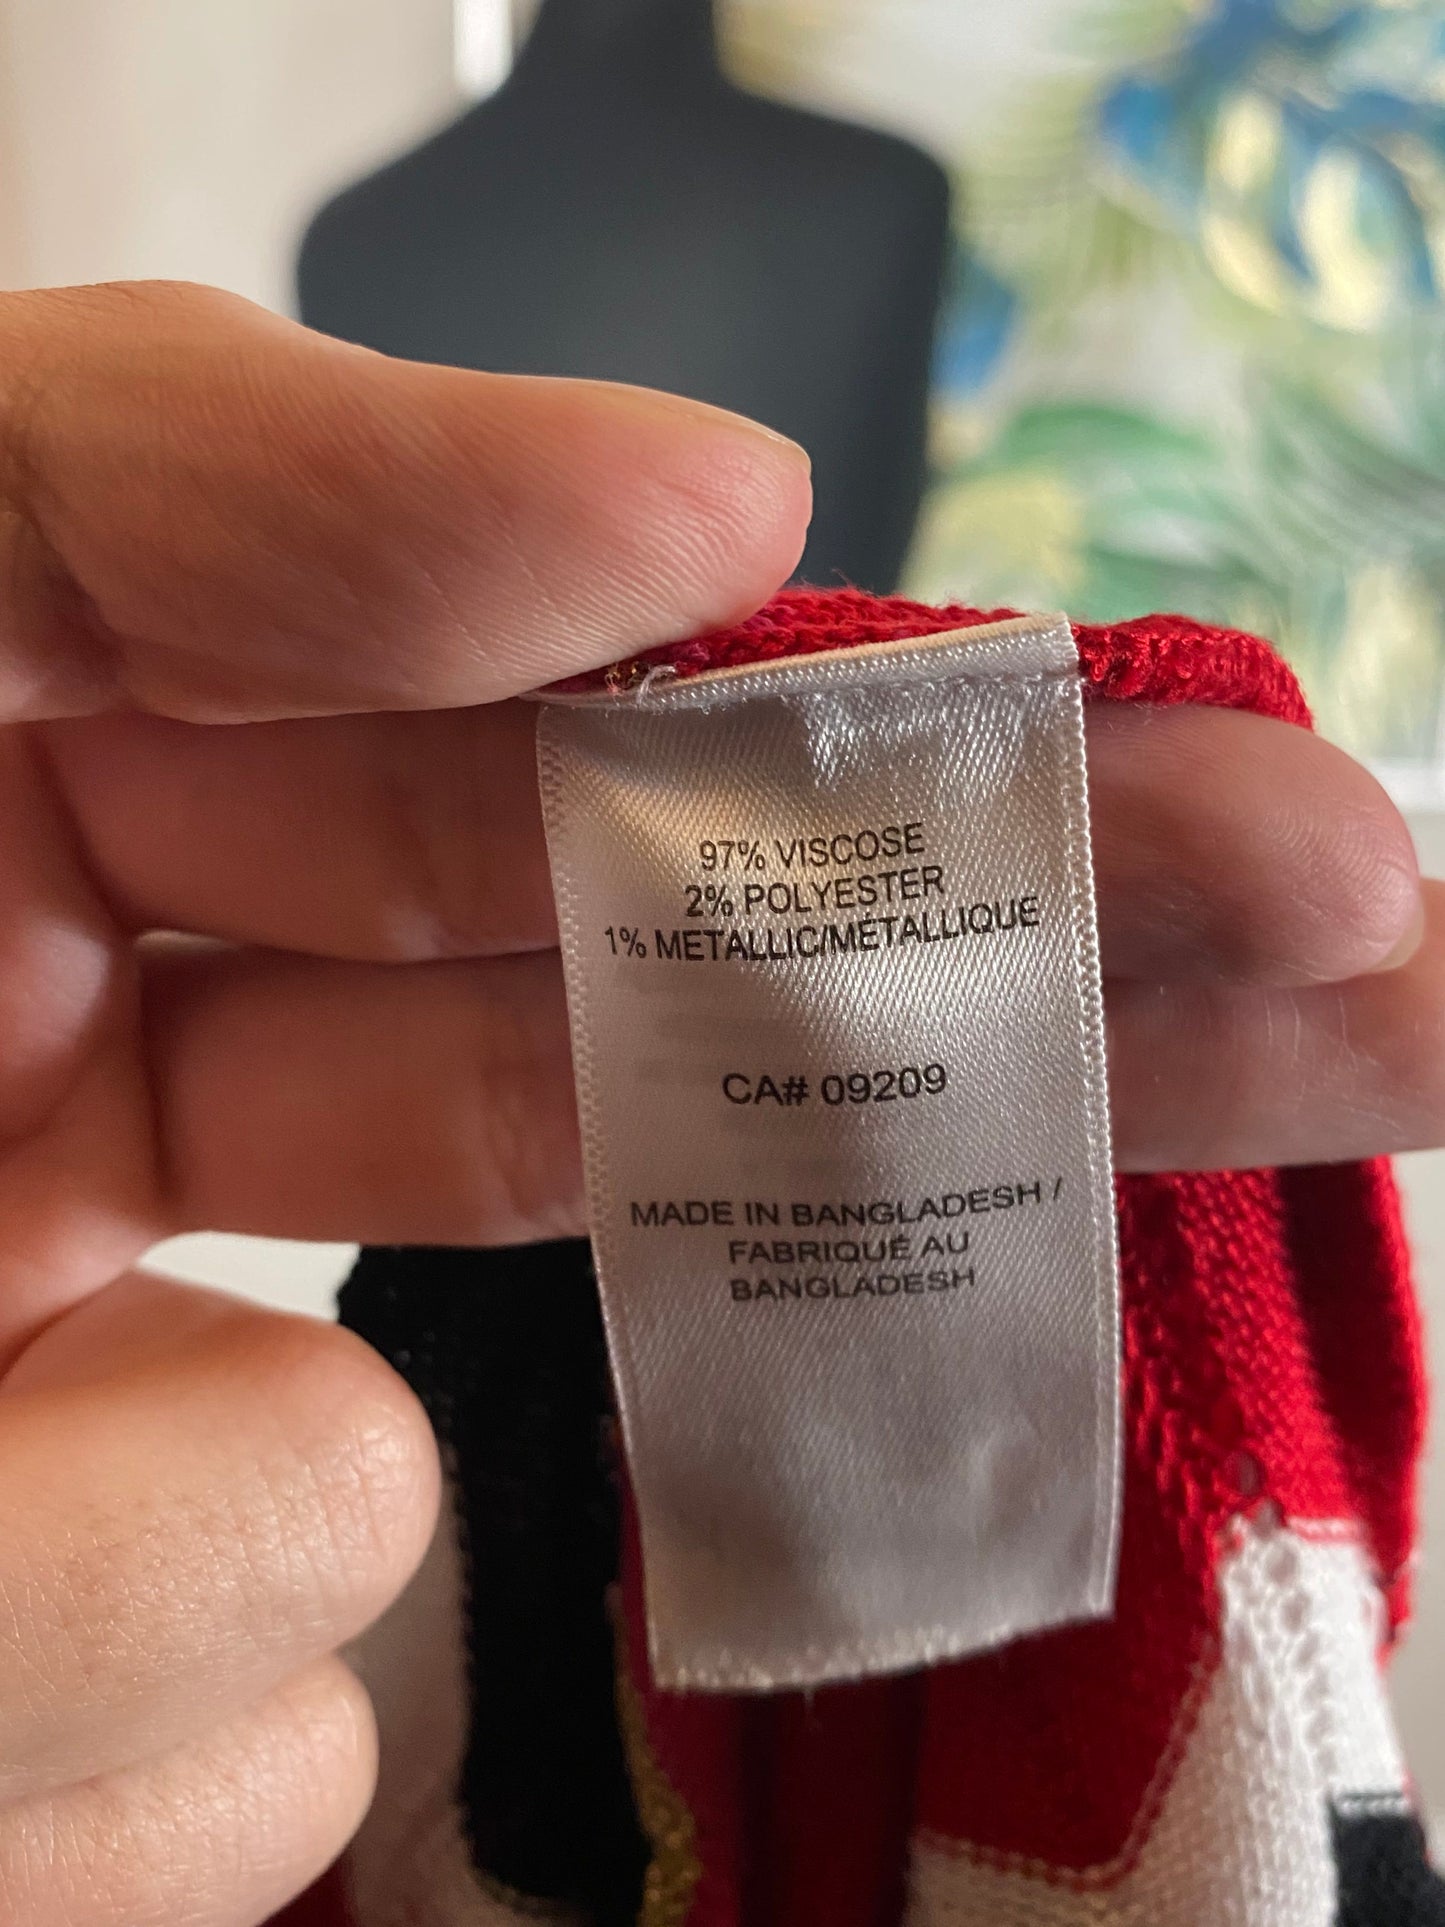 97% VISCOSE
2% POLYESTER
1% METALLIC/MÉTALLIQUE
CA# 09209
MADE IN BANGLADESH /
FABRIQUÉ AU
BANGLADESH